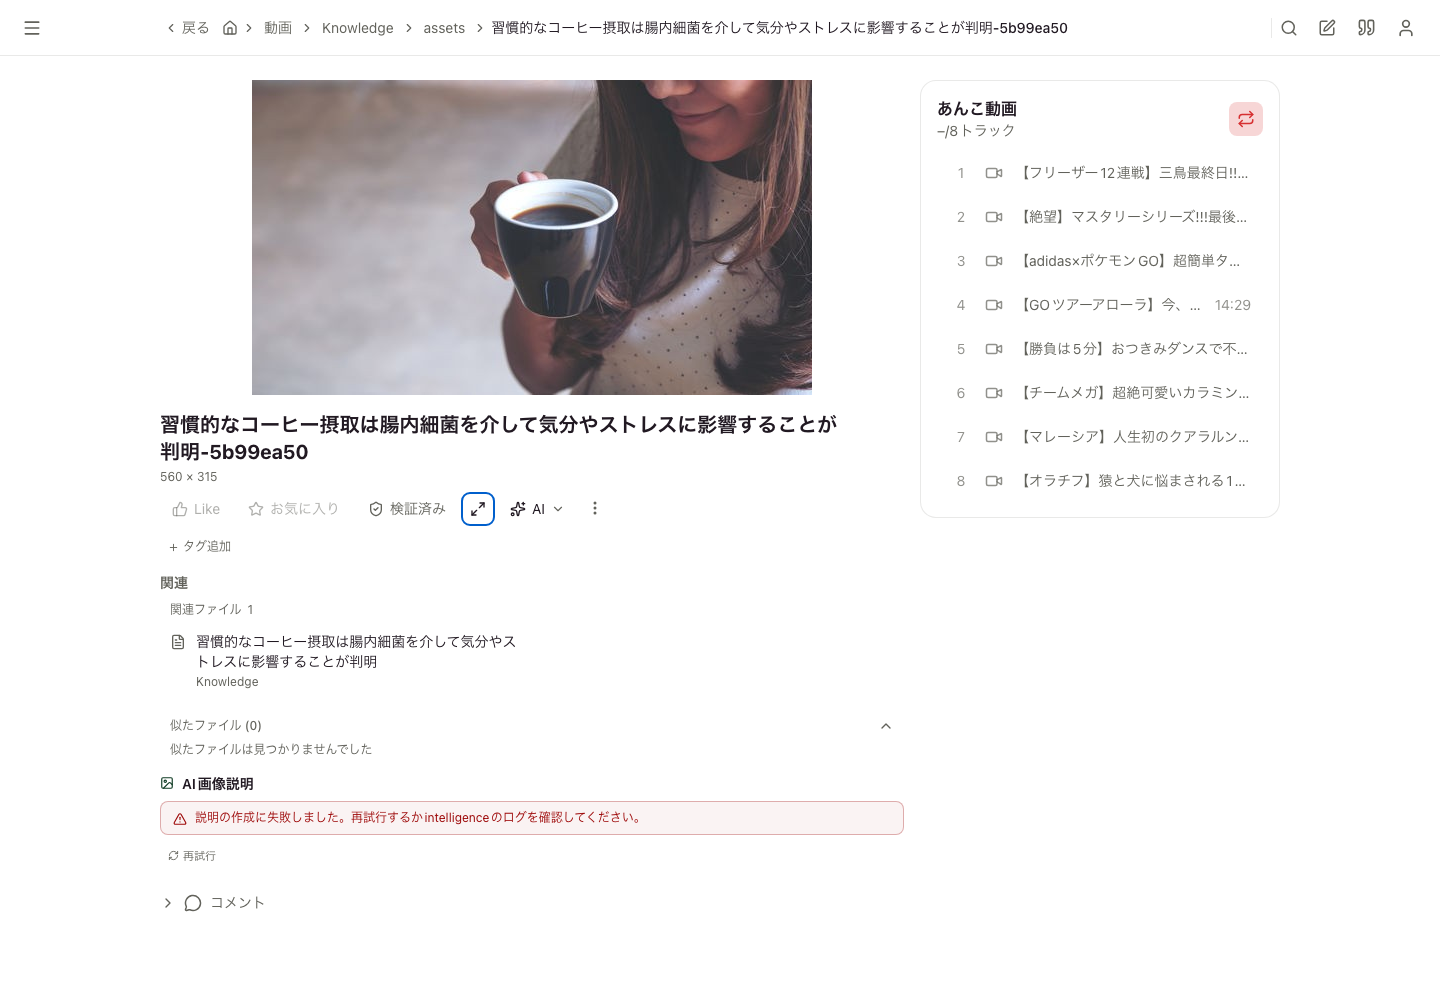 戻る
動画
Knowledge
assets
習慣的なコーヒー摂取は腸内細菌を介して気分やストレスに影響することが判明-5b99ea50
習慣的なコーヒー摂取は腸内細菌を介して気分やストレスに影響することが
判明-5b99ea50
560 × 315
Like
お気に入り
検証済み
AI
+ タグ追加
関連
関連ファイル 1
習慣的なコーヒー摂取は腸内細菌を介して気分やス
トレスに影響することが判明
Knowledge
似たファイル (0)
似たファイルは見つかりませんでした
AI画像説明
説明の作成に失敗しました。再試行するかintelligenceのログを確認してください。
再試行
コメント
あんこ動画
–/8トラック
1 【フリーザー12連戦】三鳥最終日!!...
2 【絶望】マスタリーシリーズ!!!最後...
3 【adidas×ポケモンGO】超簡単タ...
4 【GOツアーアローラ】今、... 14:29
5 【勝負は5分】おつきみダンスで不...
6 【チームメガ】超絶可愛いカラミン...
7 【マレーシア】人生初のクアラルン...
8 【オラチフ】猿と犬に悩まされる1...